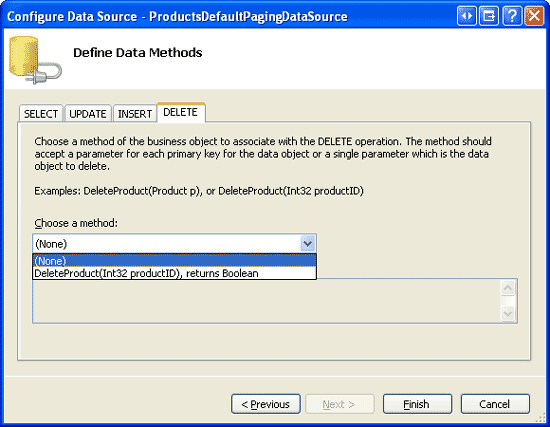 Configure Data Source - ProductsDefaultPagingDataSource
Define Data Methods
SELECT UPDATE INSERT DELETE
Choose a method of the business object to associate with the DELETE operation. The method should
accept a parameter for each primary key for the data object or a single parameter which is the data
object to delete.
Examples: DeleteProduct(Product p), or DeleteProduct(Int32 productID)
Choose a method:
(None)
(None)
DeleteProduct(Int32 productID), returns Boolean
< Previous Next > Finish Cancel